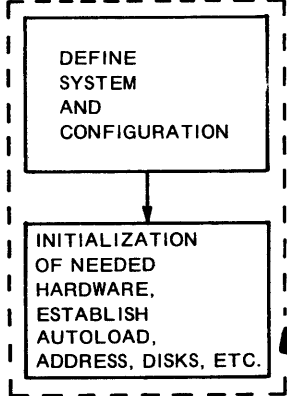 DEFINE
SYSTEM
AND
CONFIGURATION
INITIALIZATION
OF NEEDED
HARDWARE,
ESTABLISH
AUTOLOAD,
ADDRESS, DISKS, ETC.